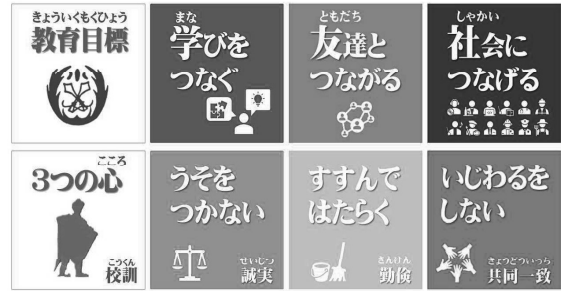 きょういくもくひょう
教育目標
まな
学びを
つなぐ
ともだち
友達と
つながる
しゃかい
社会に
つなげる
こころ
3つの心
こうくん
校訓
うそを
つかない
せいじつ
誠実
すすんで
はたらく
きんけん
勤倹
いじわるを
しない
きょうどういっち
共同一致